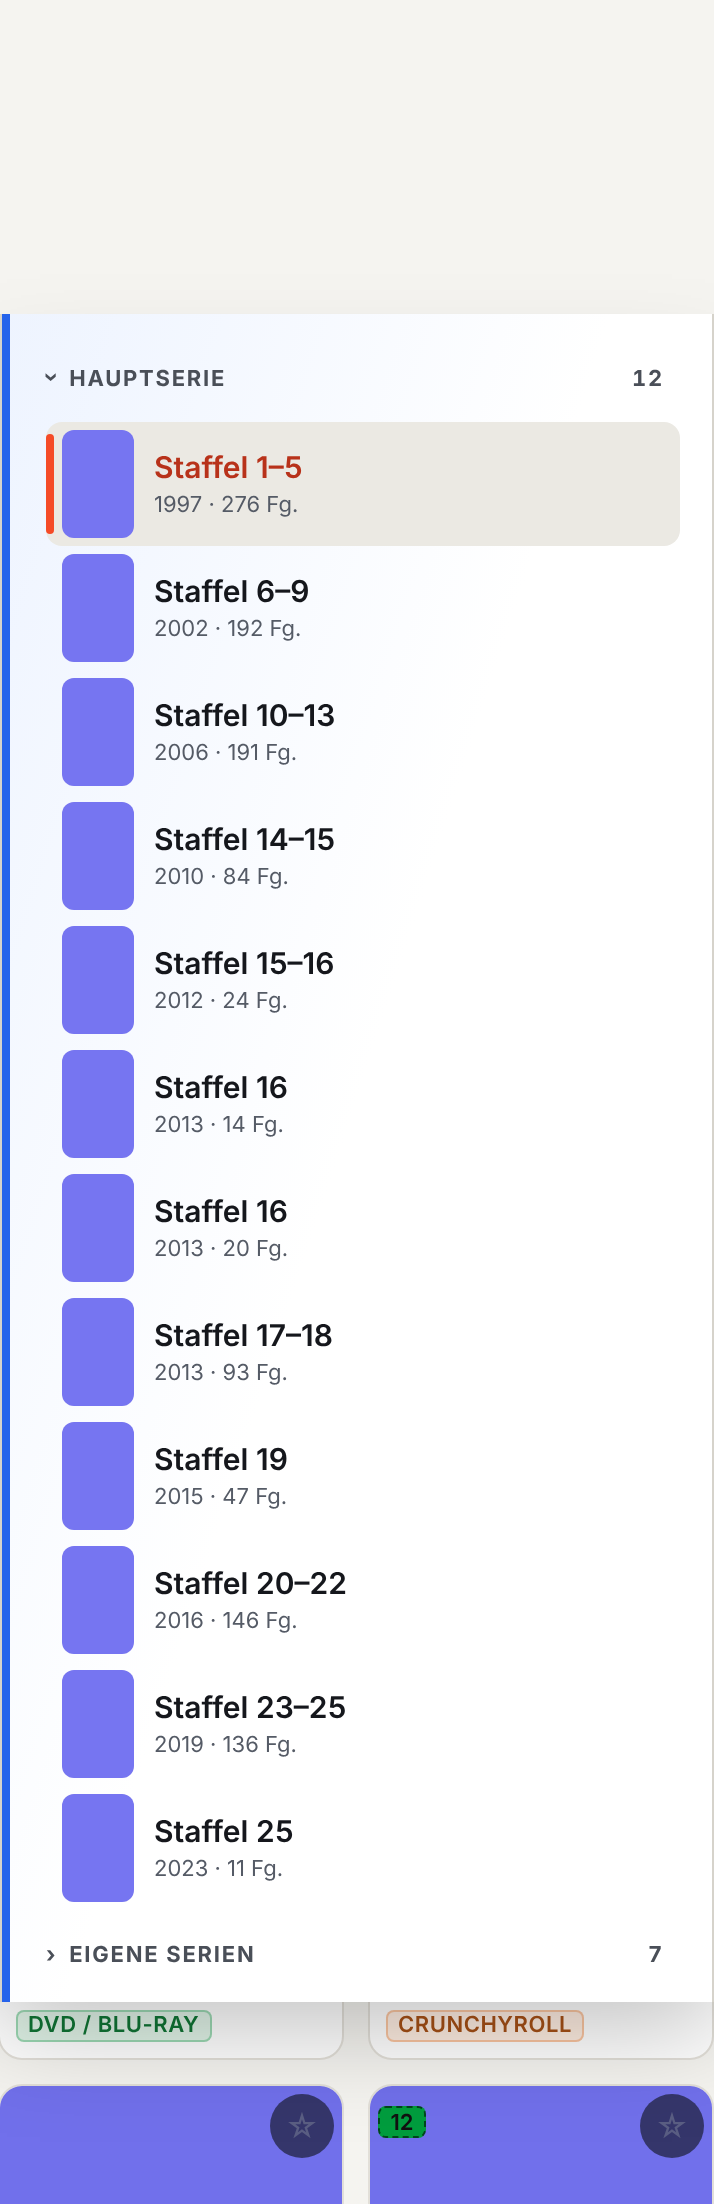 HAUPTSERIE 12
Staffel 1–5
1997 · 276 Fg.
Staffel 6–9
2002 · 192 Fg.
Staffel 10–13
2006 · 191 Fg.
Staffel 14–15
2010 · 84 Fg.
Staffel 15–16
2012 · 24 Fg.
Staffel 16
2013 · 14 Fg.
Staffel 16
2013 · 20 Fg.
Staffel 17–18
2013 · 93 Fg.
Staffel 19
2015 · 47 Fg.
Staffel 20–22
2016 · 146 Fg.
Staffel 23–25
2019 · 136 Fg.
Staffel 25
2023 · 11 Fg.
EIGENE SERIEN 7
DVD / BLU-RAY CRUNCHYROLL
12